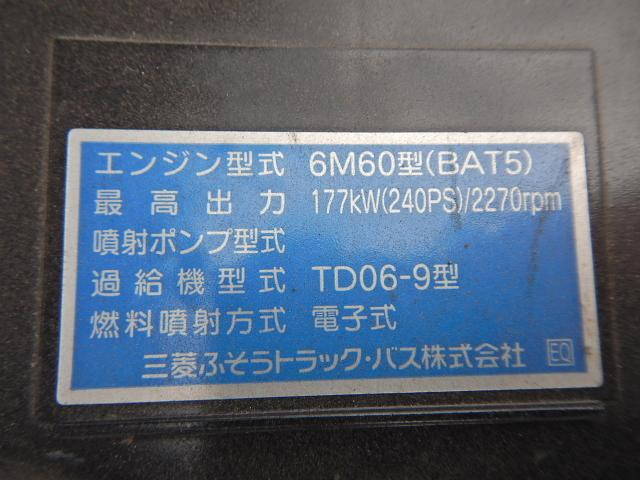 エンジン型式 6M60型(BAT5)
最高出力 177kW(240PS)/2270rpm
噴射ポンプ型式
過給機型式 TD06-9型
燃料噴射方式 電子式
三菱ふそうトラック・バス株式会社 EQ